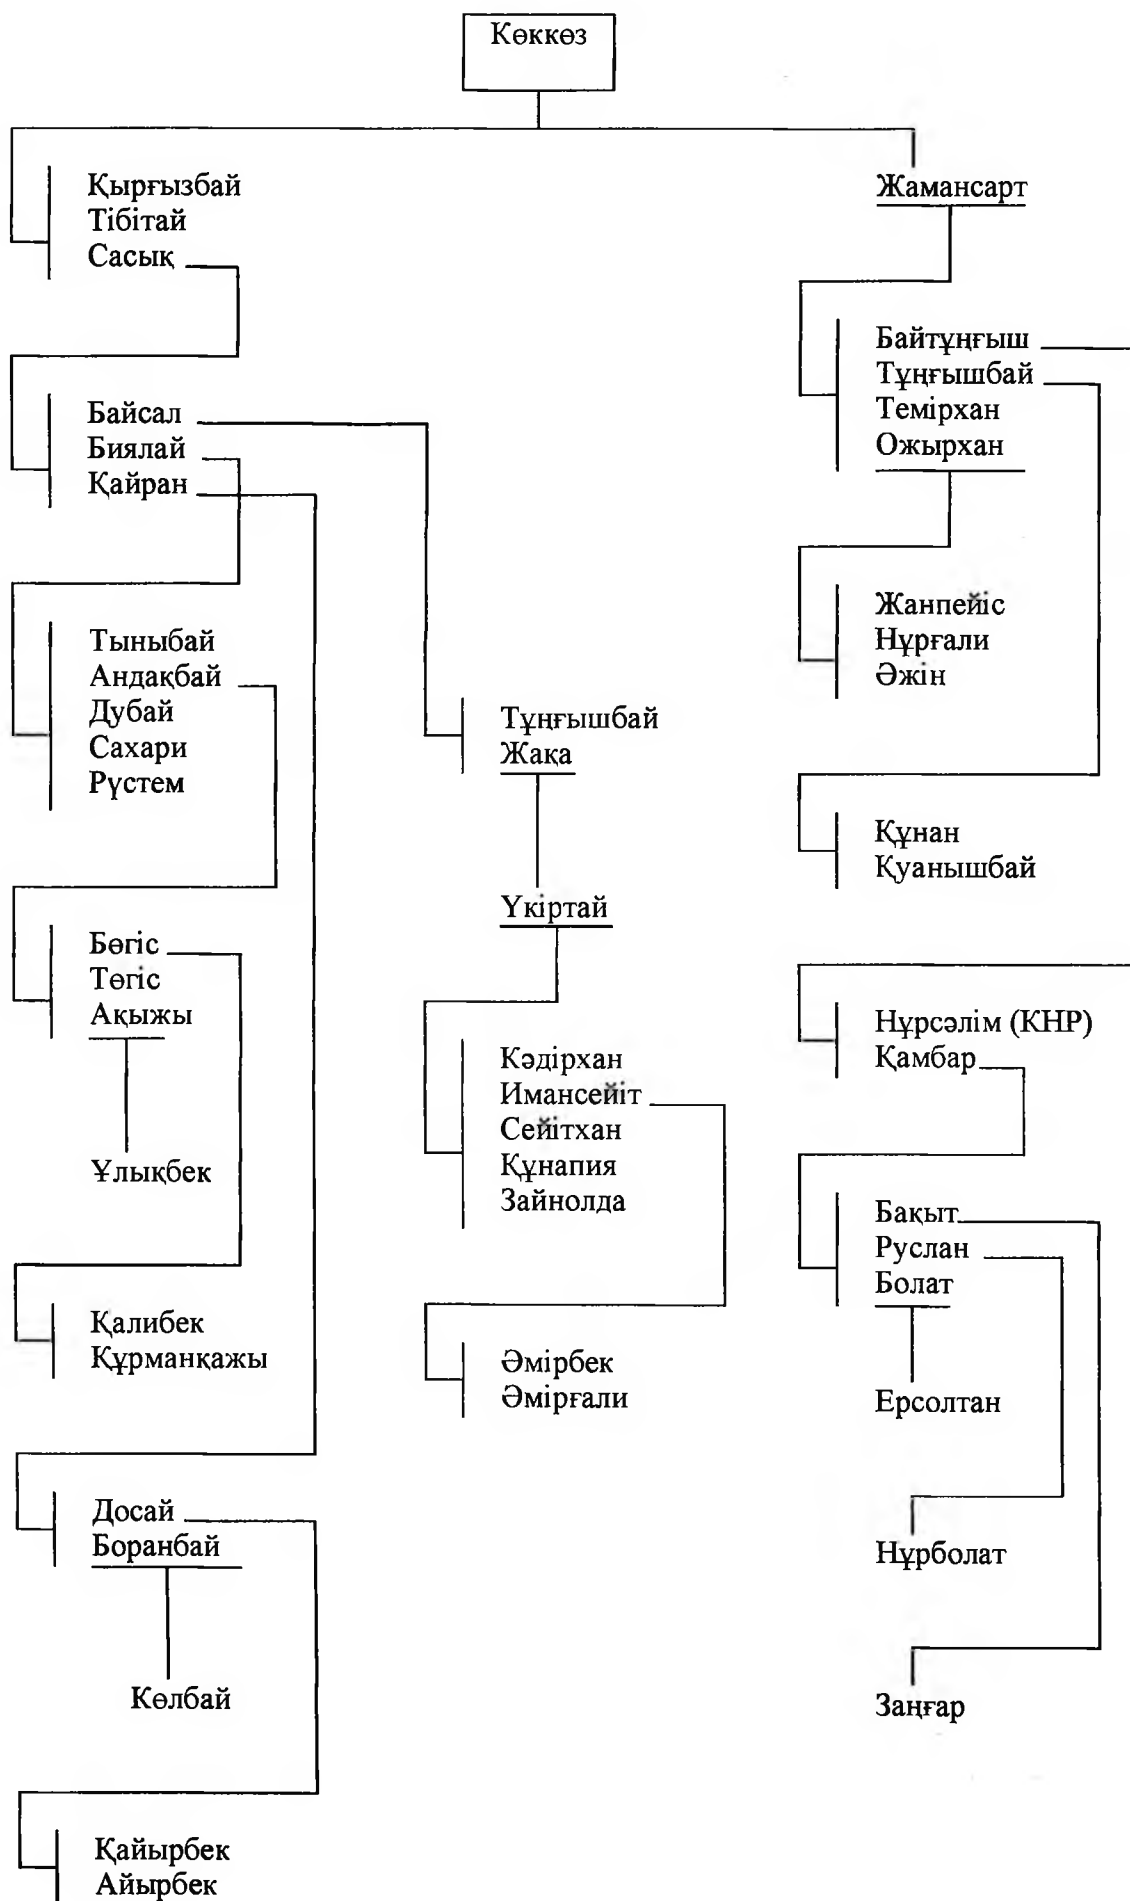 Көккөз
Қырғызбай
Тібітай
Сасық
Байсал
Биялай
Қайран
Тыныбай
Андақбай
Дубай
Сахари
Рүстем
Бөгіс
Төгіс
Ақыжы
Ұлықбек
Қалибек
Құрманқажы
Досай
Боранбай
Көлбай
Қайырбек
Айырбек
Тұңғышбай
Жақа
Үкіртай
Кәдірхан
Имансейіт
Сейітхан
Құнапия
Зайнолда
Әмірбек
Әмірғали
Жамансарт
Байтұңғыш
Тұңғышбай
Темірхан
Ожырхан
Жанпейіс
Нұрғали
Әжін
Құнан
Қуанышбай
Нұрсәлім (КНР)
Қамбар
Бақыт
Руслан
Болат
Ерсолтан
Нұрболат
Заңғар